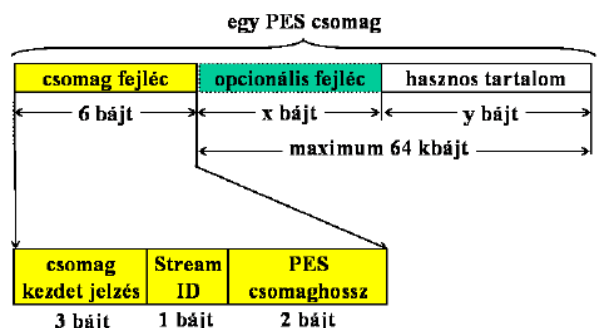 egy PES csomag
csomag fejléc opcionális fejléc hasznos tartalom
6 bájt x bájt y bájt
maximum 64 kbájt
csomag kezdet jelzés
Stream ID
PES csomaghossz
3 bájt 1 bájt 2 bájt